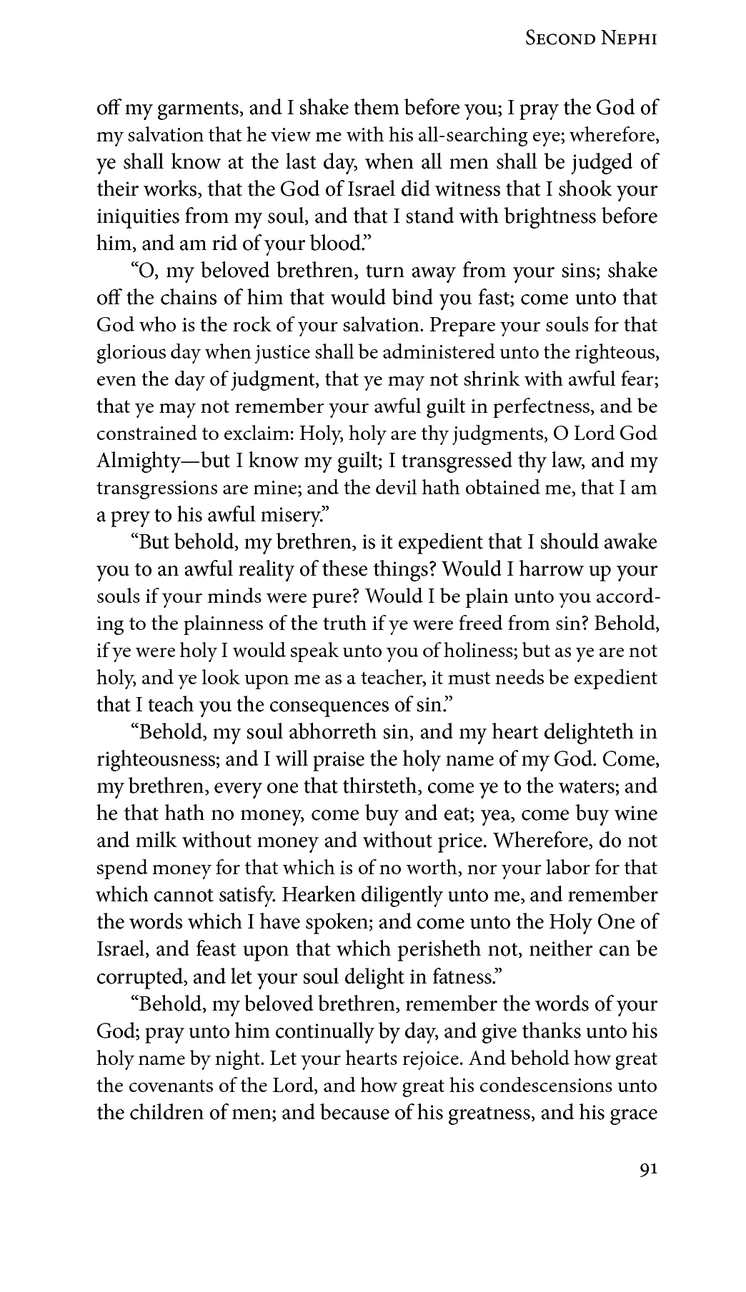 Second Nephi
off my garments, and I shake them before you; I pray the God of
my salvation that he view me with his all-searching eye; wherefore,
ye shall know at the last day, when all men shall be judged of
their works, that the God of Israel did witness that I shook your
iniquities from my soul, and that I stand with brightness before
him, and am rid of your blood.”
“O, my beloved brethren, turn away from your sins; shake
off the chains of him that would bind you fast; come unto that
God who is the rock of your salvation. Prepare your souls for that
glorious day when justice shall be administered unto the righteous,
even the day of judgment, that ye may not shrink with awful fear;
that ye may not remember your awful guilt in perfectness, and be
constrained to exclaim: Holy, holy are thy judgments, O Lord God
Almighty—but I know my guilt; I transgressed thy law, and my
transgressions are mine; and the devil hath obtained me, that I am
a prey to his awful misery.”
“But behold, my brethren, is it expedient that I should awake
you to an awful reality of these things? Would I harrow up your
souls if your minds were pure? Would I be plain unto you accord-
ing to the plainness of the truth if ye were freed from sin? Behold,
if ye were holy I would speak unto you of holiness; but as ye are not
holy, and ye look upon me as a teacher, it must needs be expedient
that I teach you the consequences of sin.”
“Behold, my soul abhorreth sin, and my heart delighteth in
righteousness; and I will praise the holy name of my God. Come,
my brethren, every one that thirsteth, come ye to the waters; and
he that hath no money, come buy and eat; yea, come buy wine
and milk without money and without price. Wherefore, do not
spend money for that which is of no worth, nor your labor for that
which cannot satisfy. Hearken diligently unto me, and remember
the words which I have spoken; and come unto the Holy One of
Israel, and feast upon that which perisheth not, neither can be
corrupted, and let your soul delight in fatness.”
“Behold, my beloved brethren, remember the words of your
God; pray unto him continually by day, and give thanks unto his
holy name by night. Let your hearts rejoice. And behold how great
the covenants of the Lord, and how great his condescensions unto
the children of men; and because of his greatness, and his grace
91